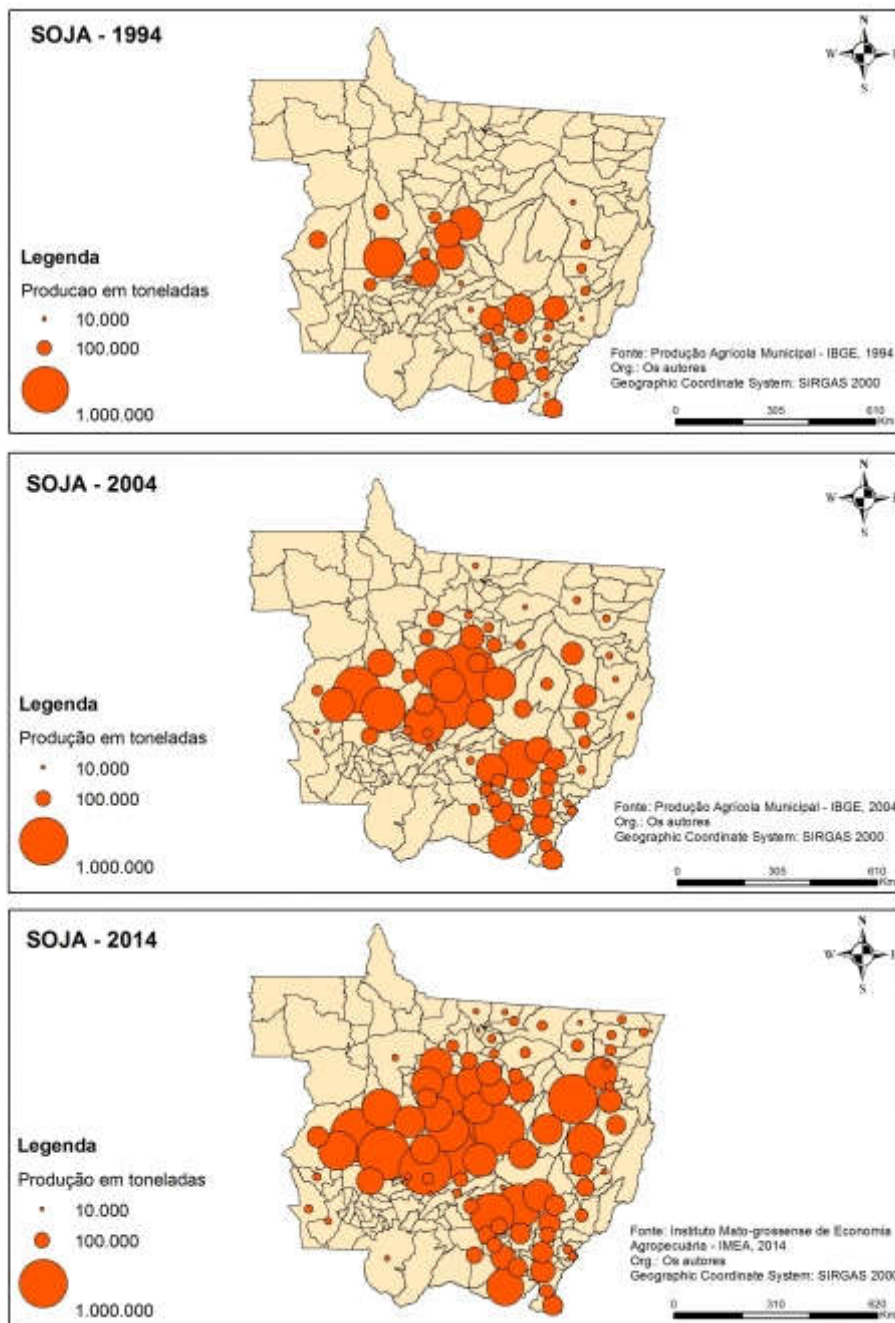 SOJA - 1994
N
W
S
Legenda
Producao em toneladas
10.000
100.000
1.000.000
Fonte: Produção Agrícola Municipal - IBGE, 1994
Org.: Os autores
Geographic Coordinate System: SIRGAS 2000
0 305 610
Km
SOJA - 2004
N
W
S
Legenda
Produção em toneladas
10.000
100.000
1.000.000
Fonte: Produção Agrícola Municipal - IBGE, 2004
Org.: Os autores
Geographic Coordinate System: SIRGAS 2000
0 305 610
Km
SOJA - 2014
N
W
S
Legenda
Produção em toneladas
10.000
100.000
1.000.000
Fonte: Instituto Mato-grossense de Economia
Agropecuária - IMEA, 2014
Org.: Os autores
Geographic Coordinate System: SIRGAS 2000
0 310 620
Km